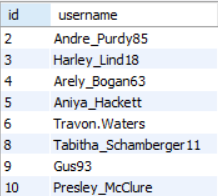 id username
2 Andre_Purdy85
3 Harley_Lind18
4 Arely_Bogan63
5 Aniya_Hackett
6 Travon.Waters
8 Tabitha_Schamberger11
9 Gus93
10 Presley_McClure